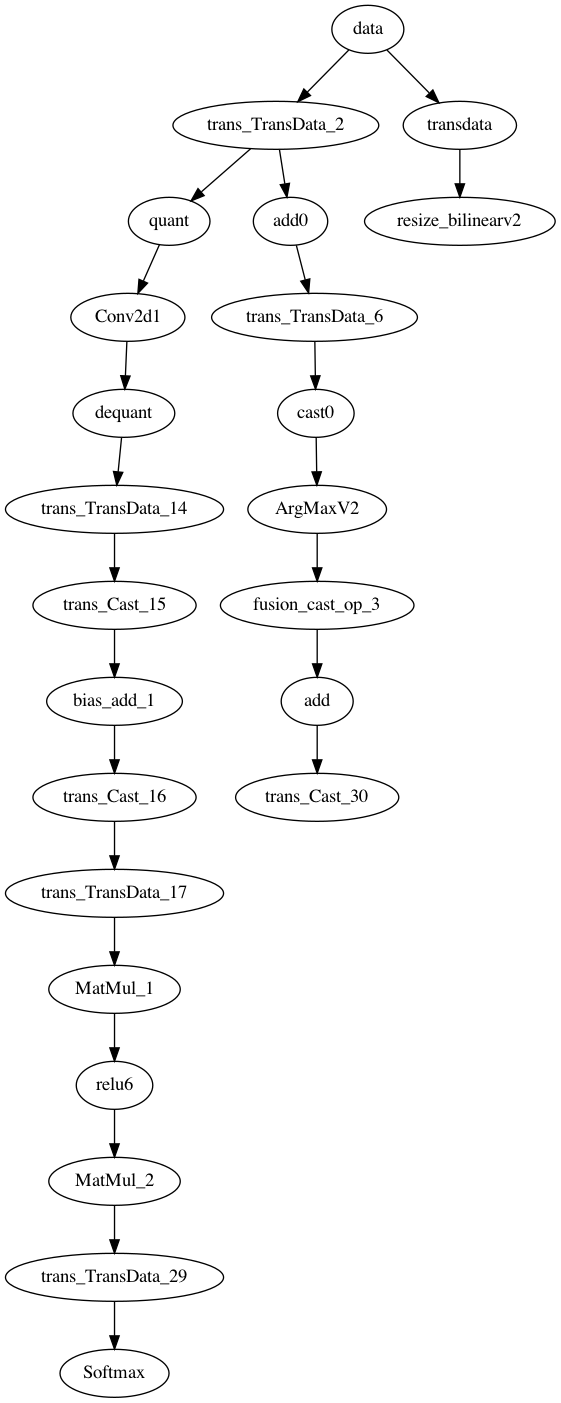 data
trans_TransData_2
transdata
quant
add0
resize_bilinearv2
Conv2d1
trans_TransData_6
dequant
cast0
trans_TransData_14
ArgMaxV2
trans_Cast_15
fusion_cast_op_3
bias_add_1
add
trans_Cast_16
trans_Cast_30
trans_TransData_17
MatMul_1
relu6
MatMul_2
trans_TransData_29
Softmax